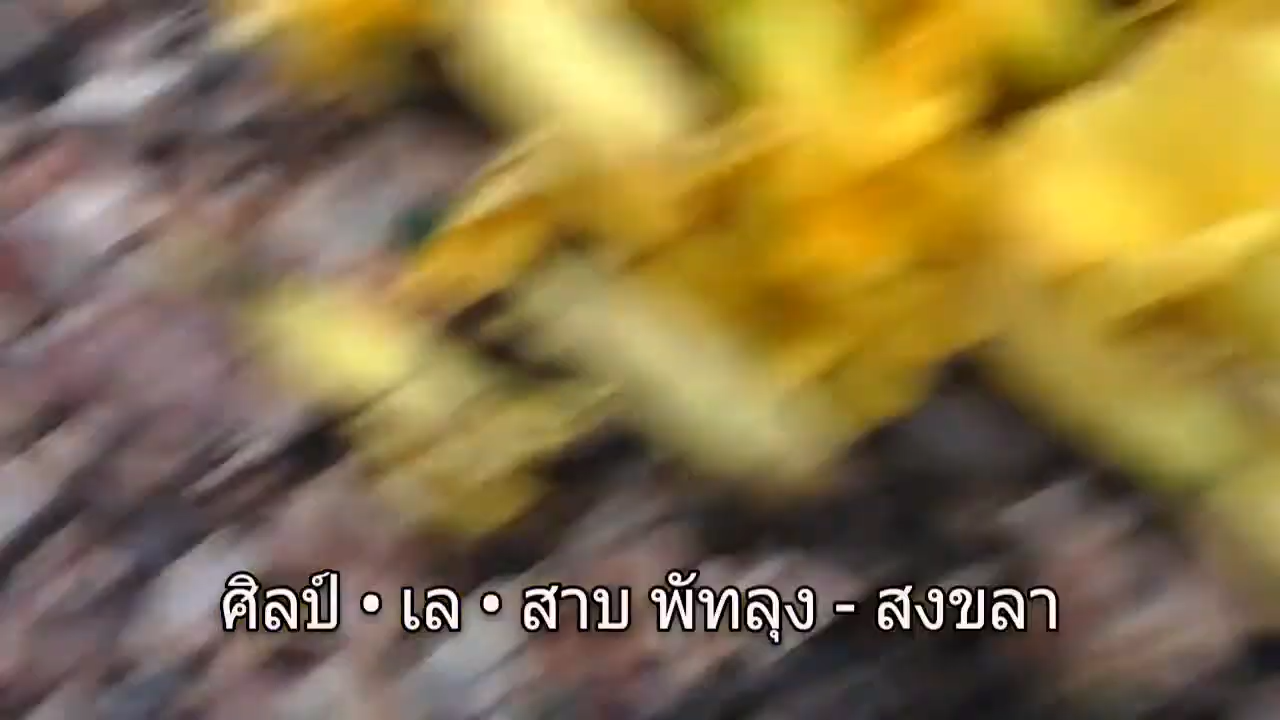 ศิลป์ • เล • สาบ พัทลุง - สงขลา